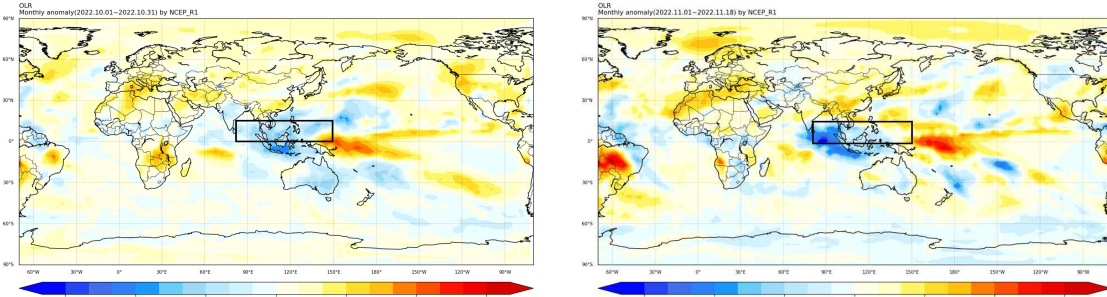 OLR
Monthly anomaly(2022.10.01~2022.10.31) by NCEP_R1
90°N
60°N
30°N
0°
30°S
60°S
90°S
60°W 30°W 0° 30°E 60°E 90°E 120°E 150°E 180° 150°W 120°W 90°W
OLR
Monthly anomaly(2022.11.01~2022.11.18) by NCEP_R1
90°N
60°N
30°N
0°
30°S
60°S
90°S
60°W 30°W 0° 30°E 60°E 90°E 120°E 150°E 180° 150°W 120°W 90°W